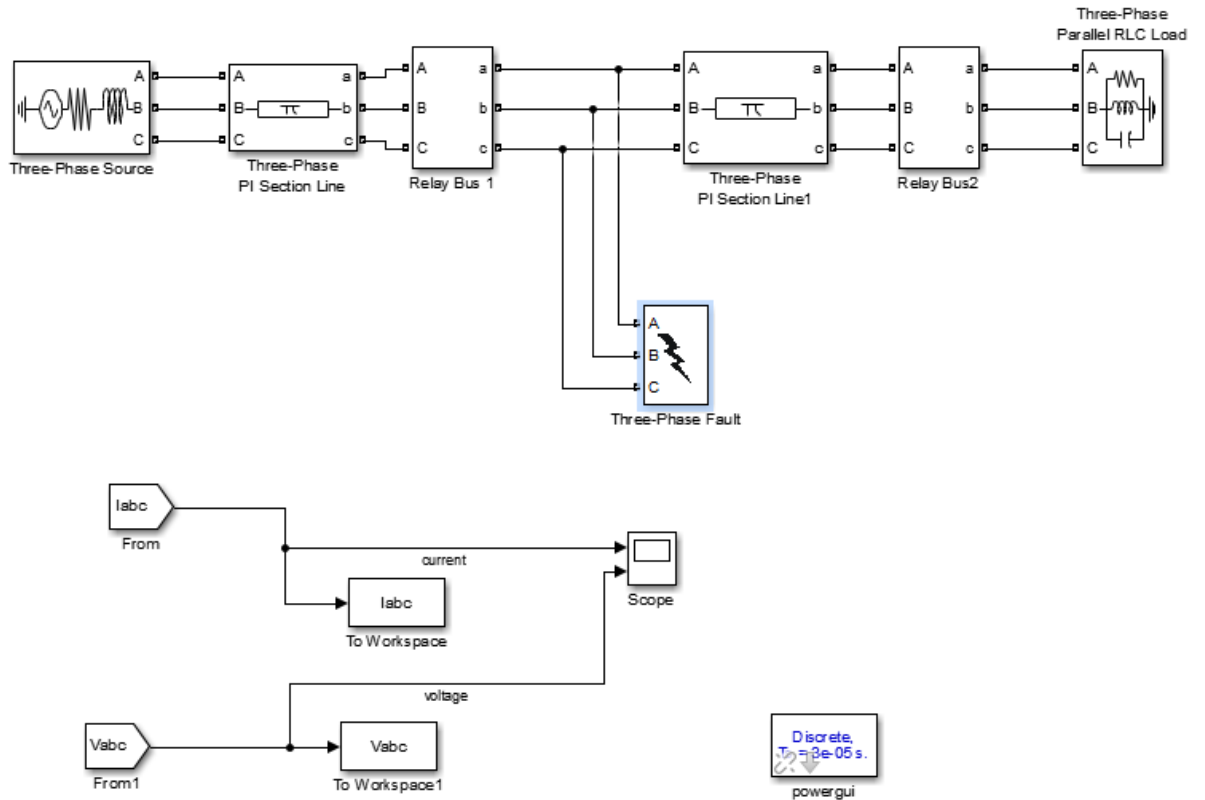 Three-Phase
Parallel RLC Load
A
B
C
Three-Phase Source
A a
B π b
C c
Three-Phase
PI Section Line
A a
B b
C c
Relay Bus 1
A a
B π b
C c
Three-Phase
PI Section Line1
A a
B b
C c
Relay Bus2
A
B
C
A
B
C
Three-Phase Fault
Iabc
From
current
Iabc
To Workspace
Scope
voltage
Vabc
From1
Vabc
To Workspace1
Discrete,
= 3e-05 s.
powergui